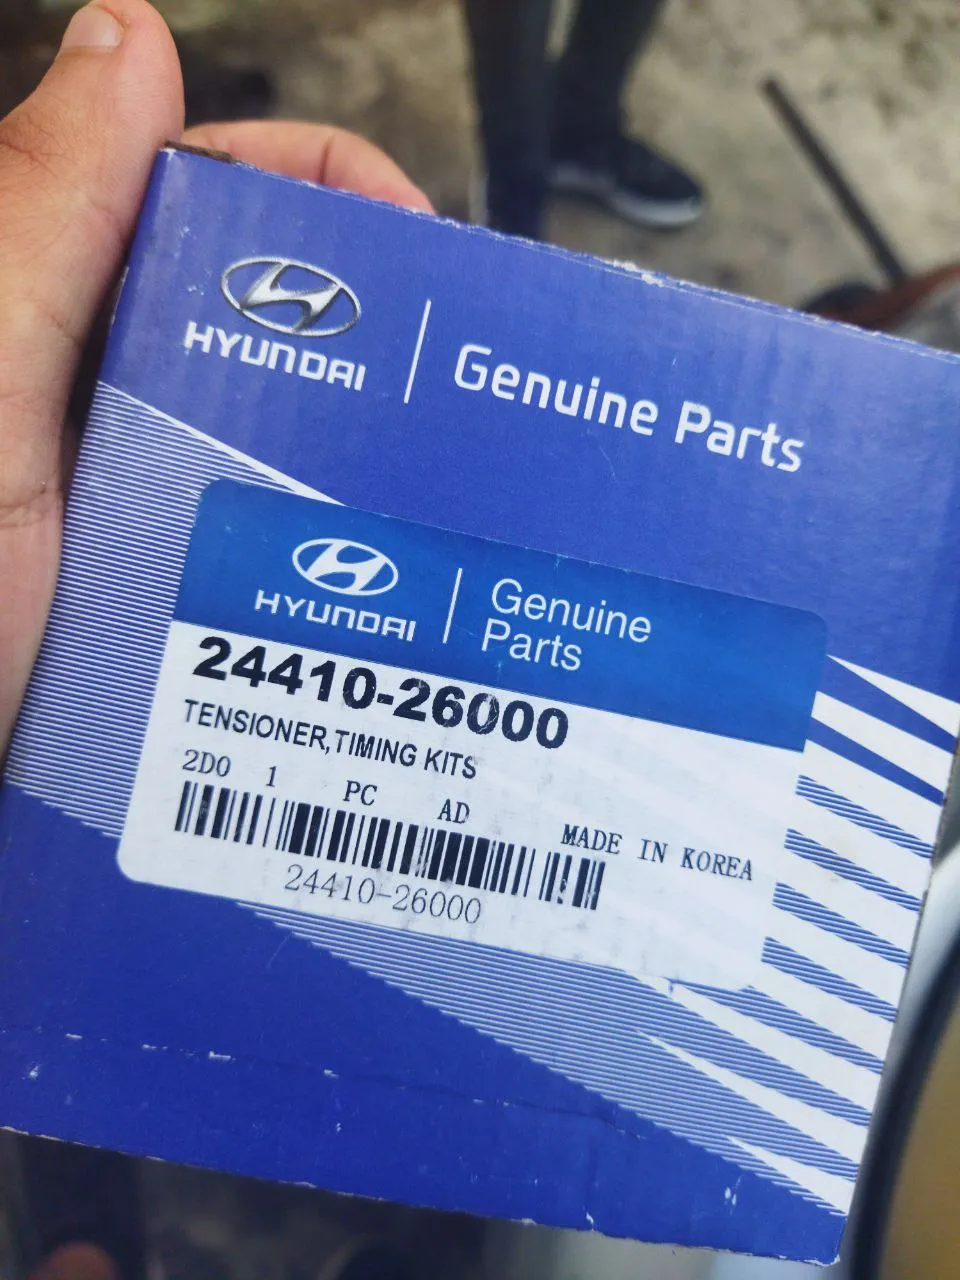 HYUNDAI
Genuine Parts
HYUNDAI
Genuine
Parts
24410-26000
TENSIONER,TIMING KITS
2D0 1 PC AD
MADE IN KOREA
24410-26000